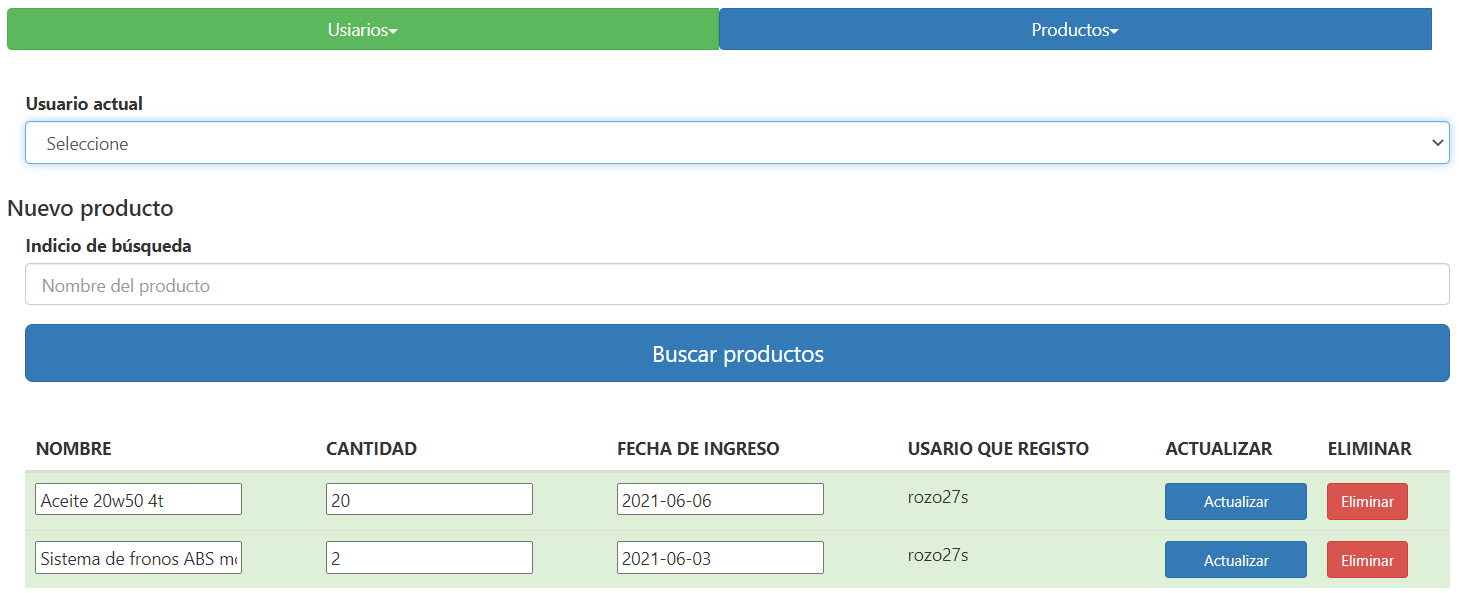 Usiarios Productos
Usuario actual
Seleccione
Nuevo producto
Indicio de búsqueda
Nombre del producto
Buscar productos
NOMBRE CANTIDAD FECHA DE INGRESO USARIO QUE REGISTO ACTUALIZAR ELIMINAR
Aceite 20w50 4t 20 2021-06-06 rozo27s Actualizar Eliminar
Sistema de fronos ABS mo 2 2021-06-03 rozo27s Actualizar Eliminar